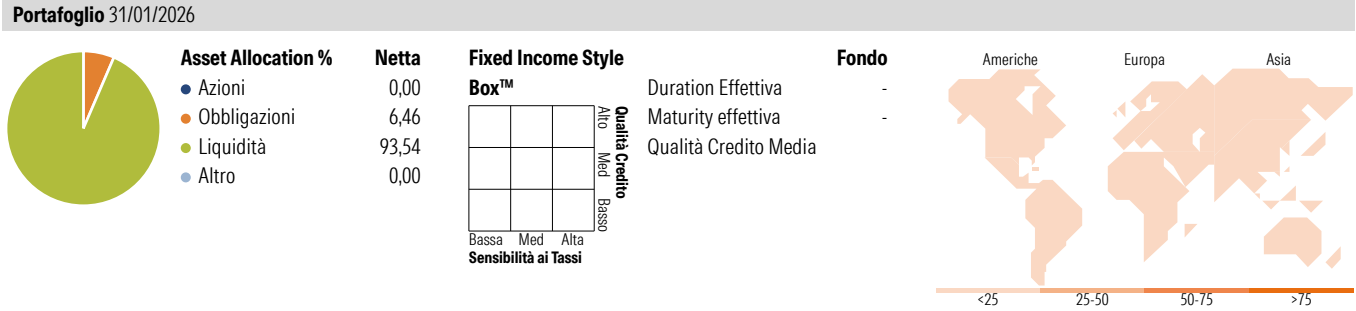 Portafoglio 31/01/2026
Asset Allocation % Netta
Azioni 0,00
Obbligazioni 6,46
Liquidità 93,54
Altro 0,00
Fixed Income Style
Box™
Alto Med Basso
Qualità Credito
Bassa Med Alta
Sensibilità ai Tassi
Fondo
Duration Effettiva -
Maturity effettiva -
Qualità Credito Media
Americhe Europa Asia
<25 25-50 50-75 >75